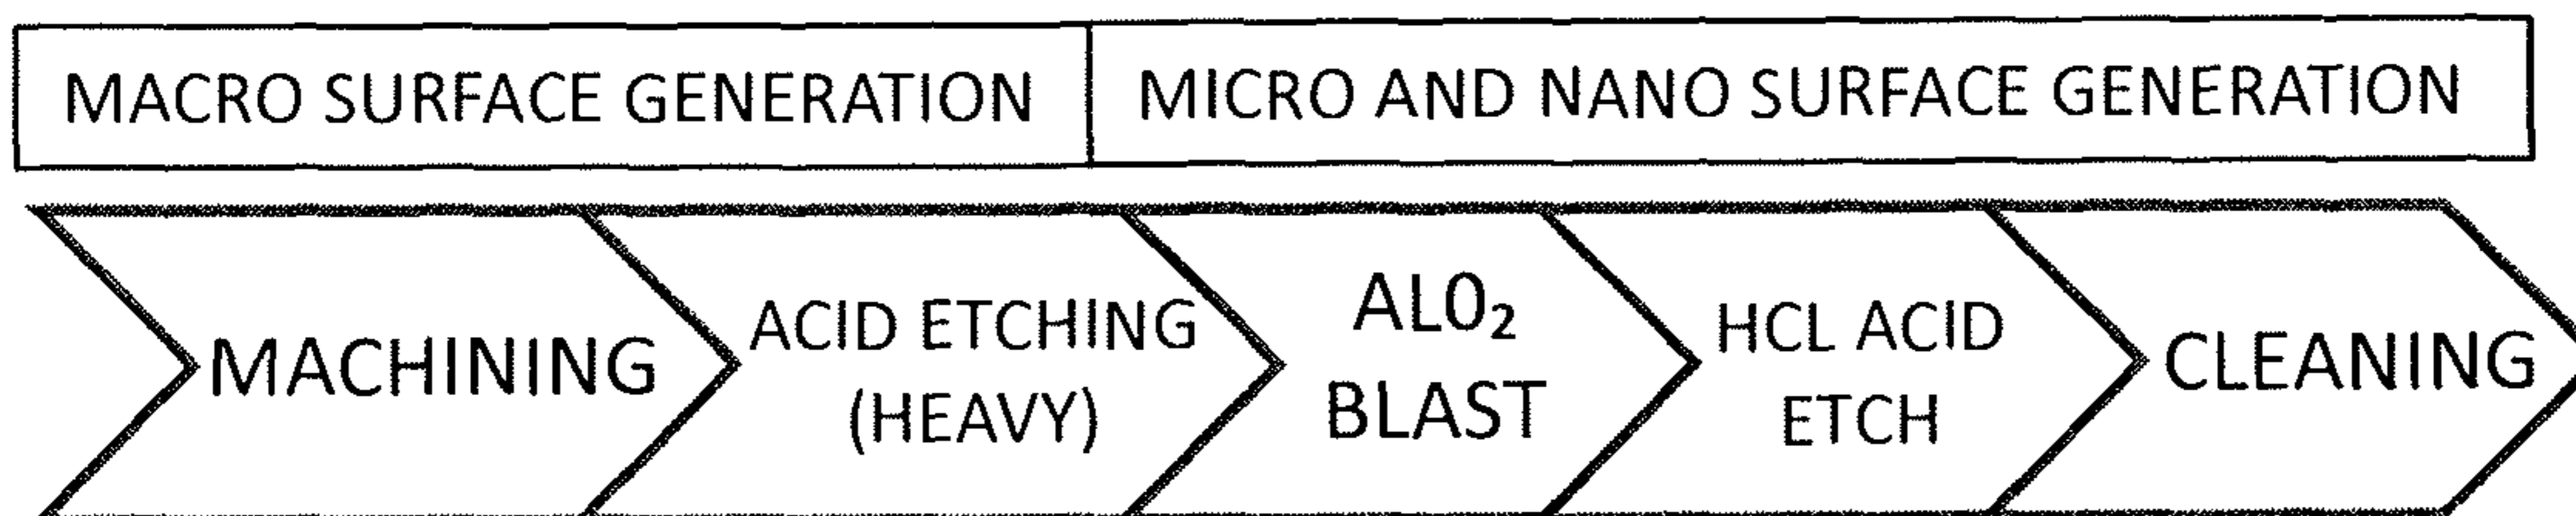 MACRO SURFACE GENERATION
MICRO AND NANO SURFACE GENERATION
MACHINING
ACID ETCHING
(HEAVY)
AL0₂
BLAST
HCL ACID
ETCH
CLEANING